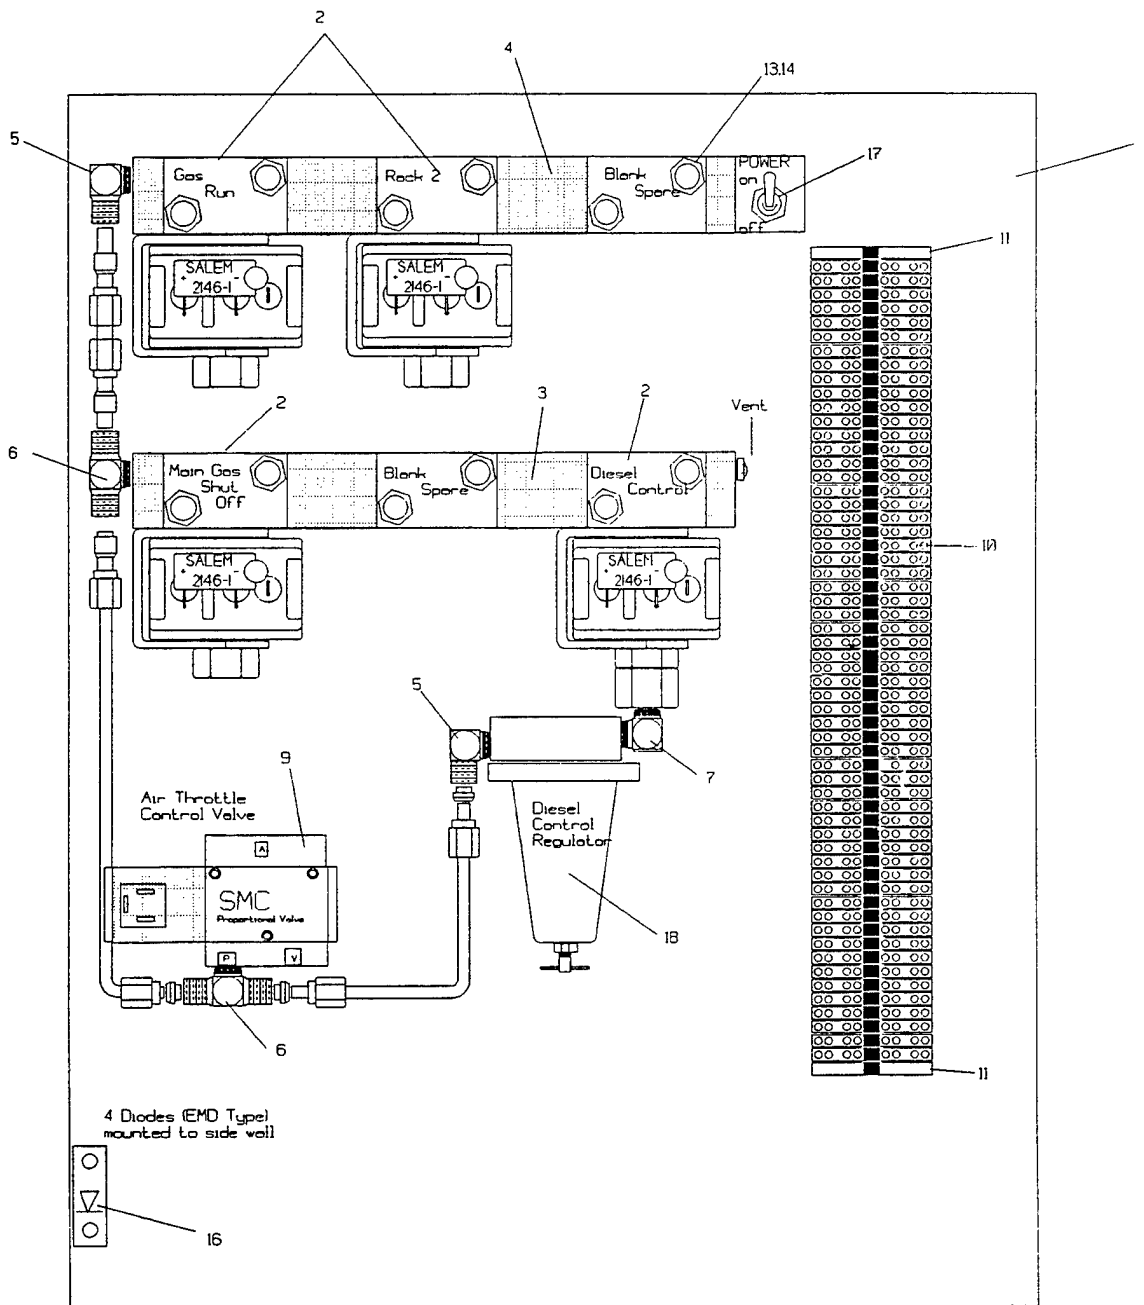 2
4
13,14
5
17
Gas
Run
Rack 2
Blank
Spare
POWER
on
off
11
SALEM
+ -
2146-1
SALEM
+ -
2146-1
2
3
2
Vent
6
Main Gas
Shut
Off
Blank
Spare
Diesel
Control
10
SALEM
+ -
2146-1
SALEM
+ -
2146-1
5
7
9
Air Throttle
Control Valve
Diesel
Control
Regulator
A
SMC
Proportional Valve
18
P
V
6
11
4 Diodes (EMD Type)
mounted to side wall
16